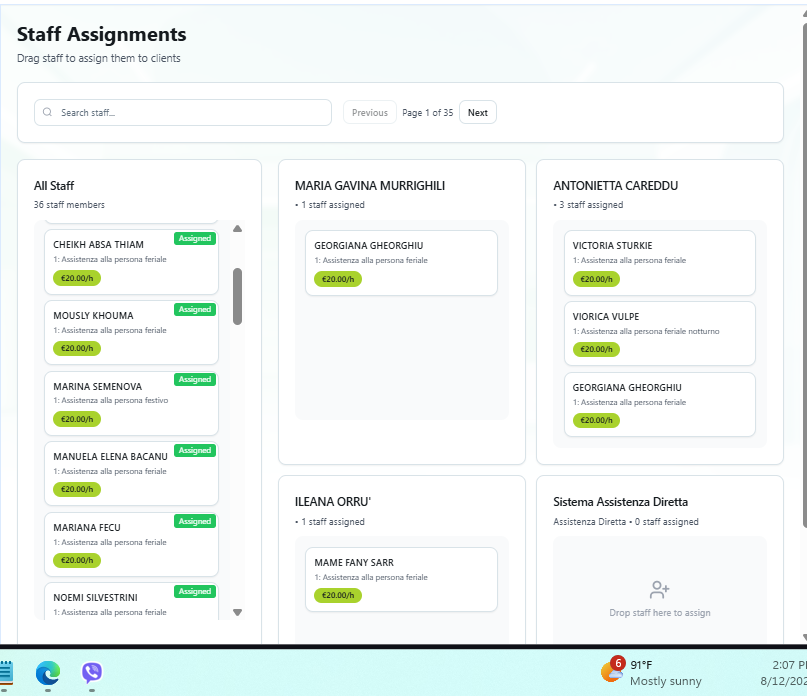 Staff Assignments
Drag staff to assign them to clients
Search staff...
Previous
Page 1 of 35
Next
All Staff
36 staff members
CHEIKH ABSA THIAM
Assigned
1: Assistenza alla persona feriale
€20.00/h
MOUSLY KHOUMA
Assigned
1: Assistenza alla persona feriale
€20.00/h
MARINA SEMENOVA
Assigned
1: Assistenza alla persona festivo
€20.00/h
MANUELA ELENA BACANU
Assigned
1: Assistenza alla persona feriale
€20.00/h
MARIANA FECU
Assigned
1: Assistenza alla persona feriale
€20.00/h
NOEMI SILVESTRINI
Assigned
1: Assistenza alla persona feriale
MARIA GAVINA MURRIGHILI
• 1 staff assigned
GEORGIANA GHEORGHIU
1: Assistenza alla persona feriale
€20.00/h
ANTONIETTA CAREDDU
• 3 staff assigned
VICTORIA STURKIE
1: Assistenza alla persona feriale
€20.00/h
VIORICA VULPE
1: Assistenza alla persona feriale notturno
€20.00/h
GEORGIANA GHEORGHIU
1: Assistenza alla persona feriale
€20.00/h
ILEANA ORRU'
• 1 staff assigned
MAME FANY SARR
1: Assistenza alla persona feriale
€20.00/h
Sistema Assistenza Diretta
Assistenza Diretta • 0 staff assigned
Drop staff here to assign
6
91°F
Mostly sunny
2:07 P
8/12/202